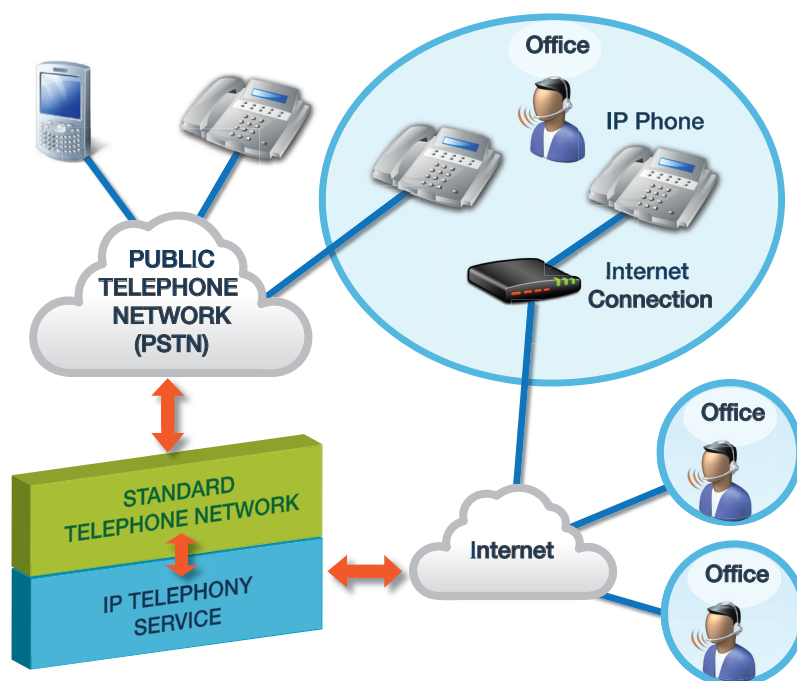 Office
IP Phone
PUBLIC
TELEPHONE
NETWORK
(PSTN)
Internet
Connection
Office
STANDARD
TELEPHONE NETWORK
Internet
IP TELEPHONY
SERVICE
Office